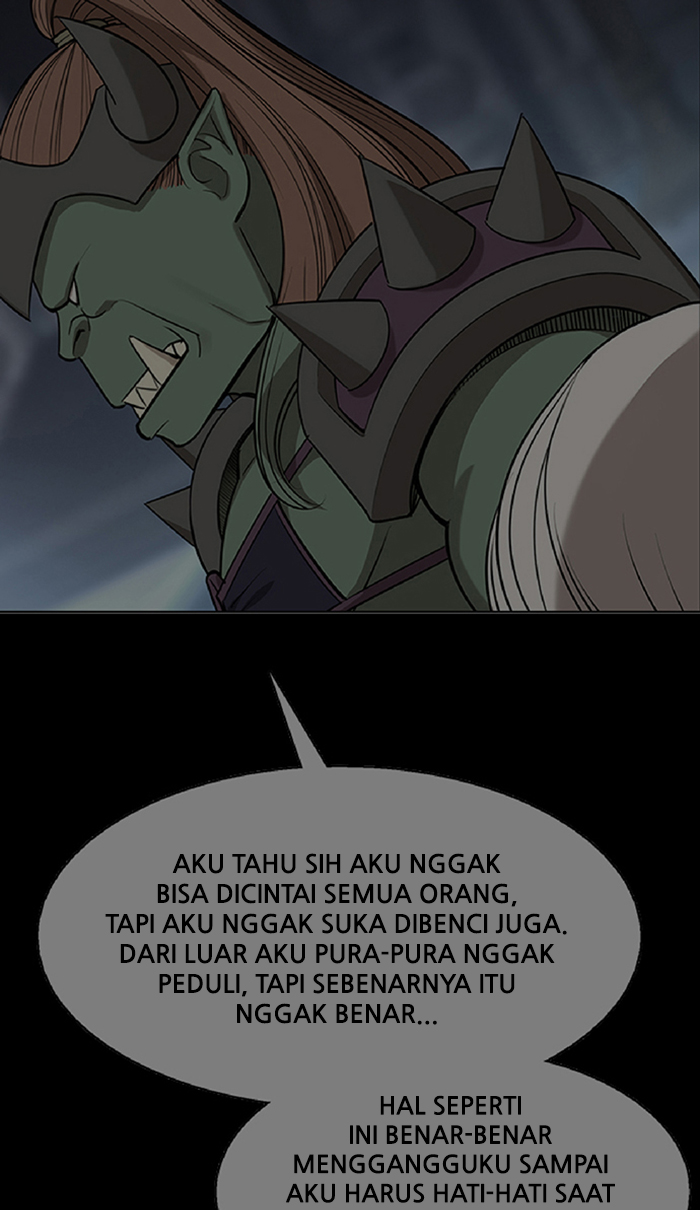 AKU TAHU SIH AKU NGGAK
BISA DICINTAI SEMUA ORANG,
TAPI AKU NGGAK SUKA DIBENCI JUGA.
DARI LUAR AKU PURA-PURA NGGAK
PEDULI, TAPI SEBENARNYA ITU
NGGAK BENAR...
HAL SEPERTI
INI BENAR-BENAR
MENGGANGGUKU SAMPAI
AKU HARUS HATI-HATI SAAT